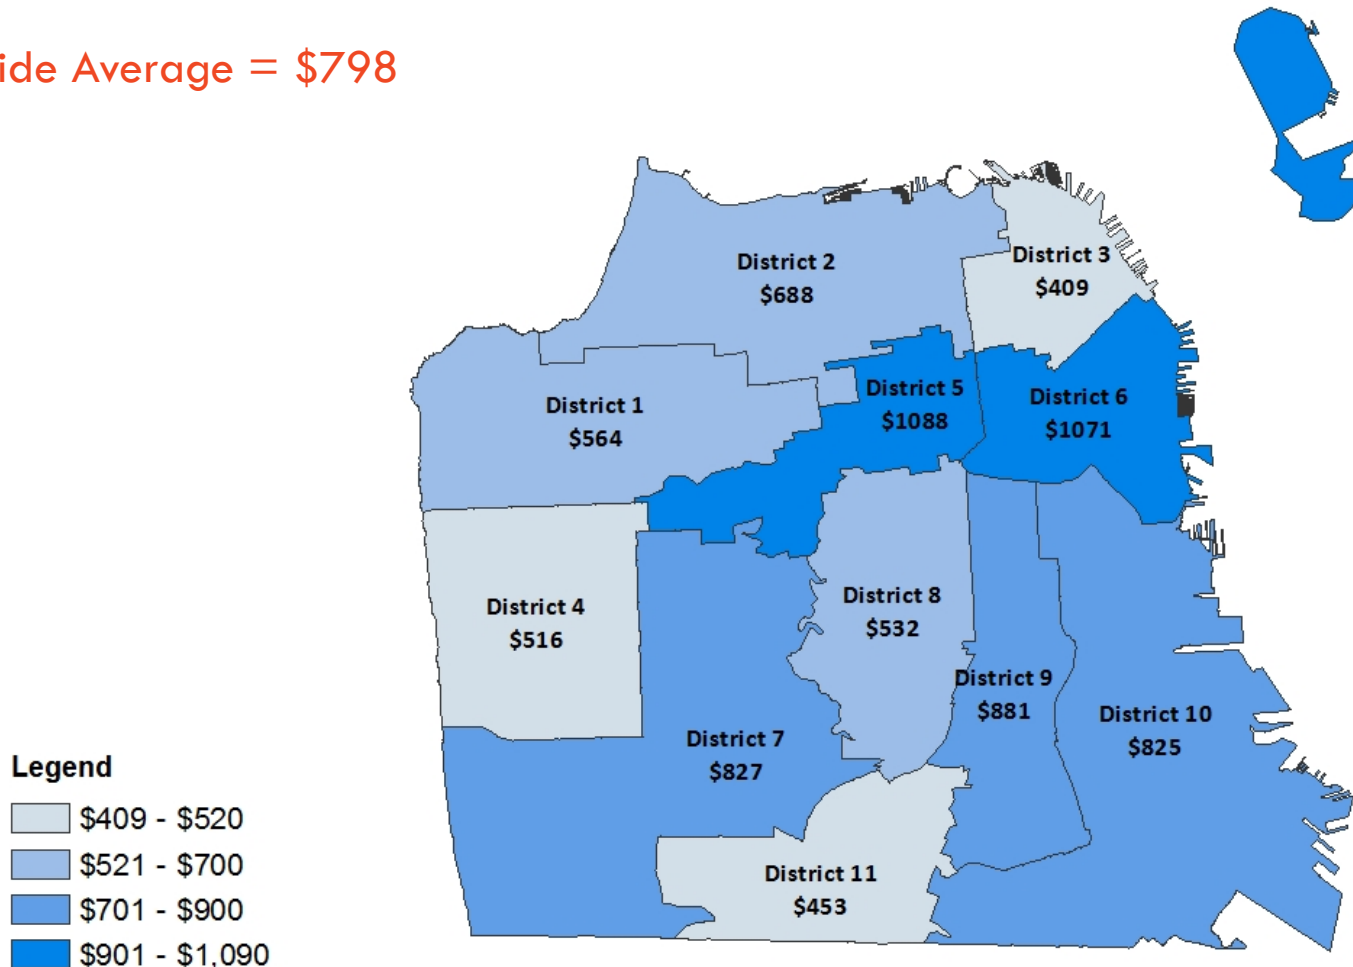 ide Average = $798
District 2
$688
District 3
$409
District 1
$564
District 5
$1088
District 6
$1071
District 4
$516
District 8
$532
District 9
$881
District 7
$827
District 10
$825
District 11
$453
Legend
$409 - $520
$521 - $700
$701 - $900
$901 - $1,090